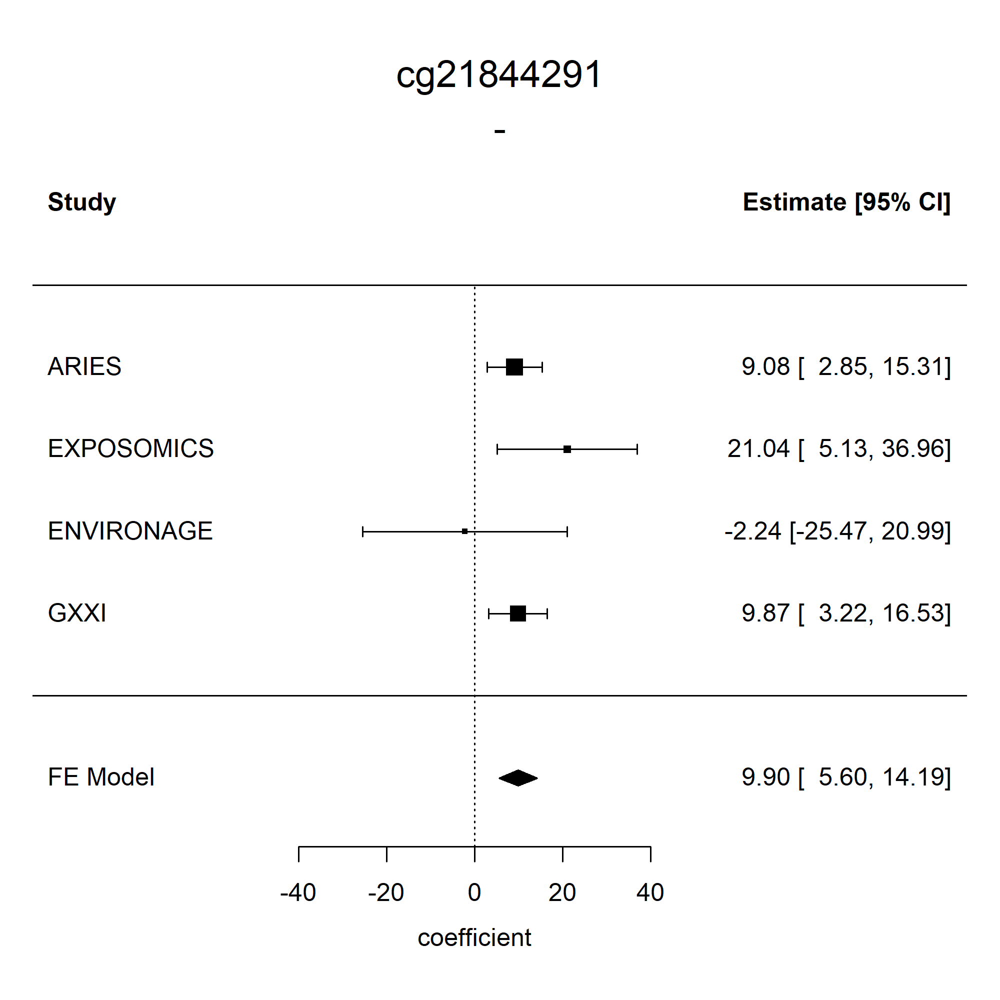 cg21844291
-
Study Estimate [95% CI]
ARIES 9.08 [ 2.85, 15.31]
EXPOSOMICS 21.04 [ 5.13, 36.96]
ENVIRONAGE -2.24 [-25.47, 20.99]
GXXI 9.87 [ 3.22, 16.53]
FE Model 9.90 [ 5.60, 14.19]
-40 -20 0 20 40
coefficient